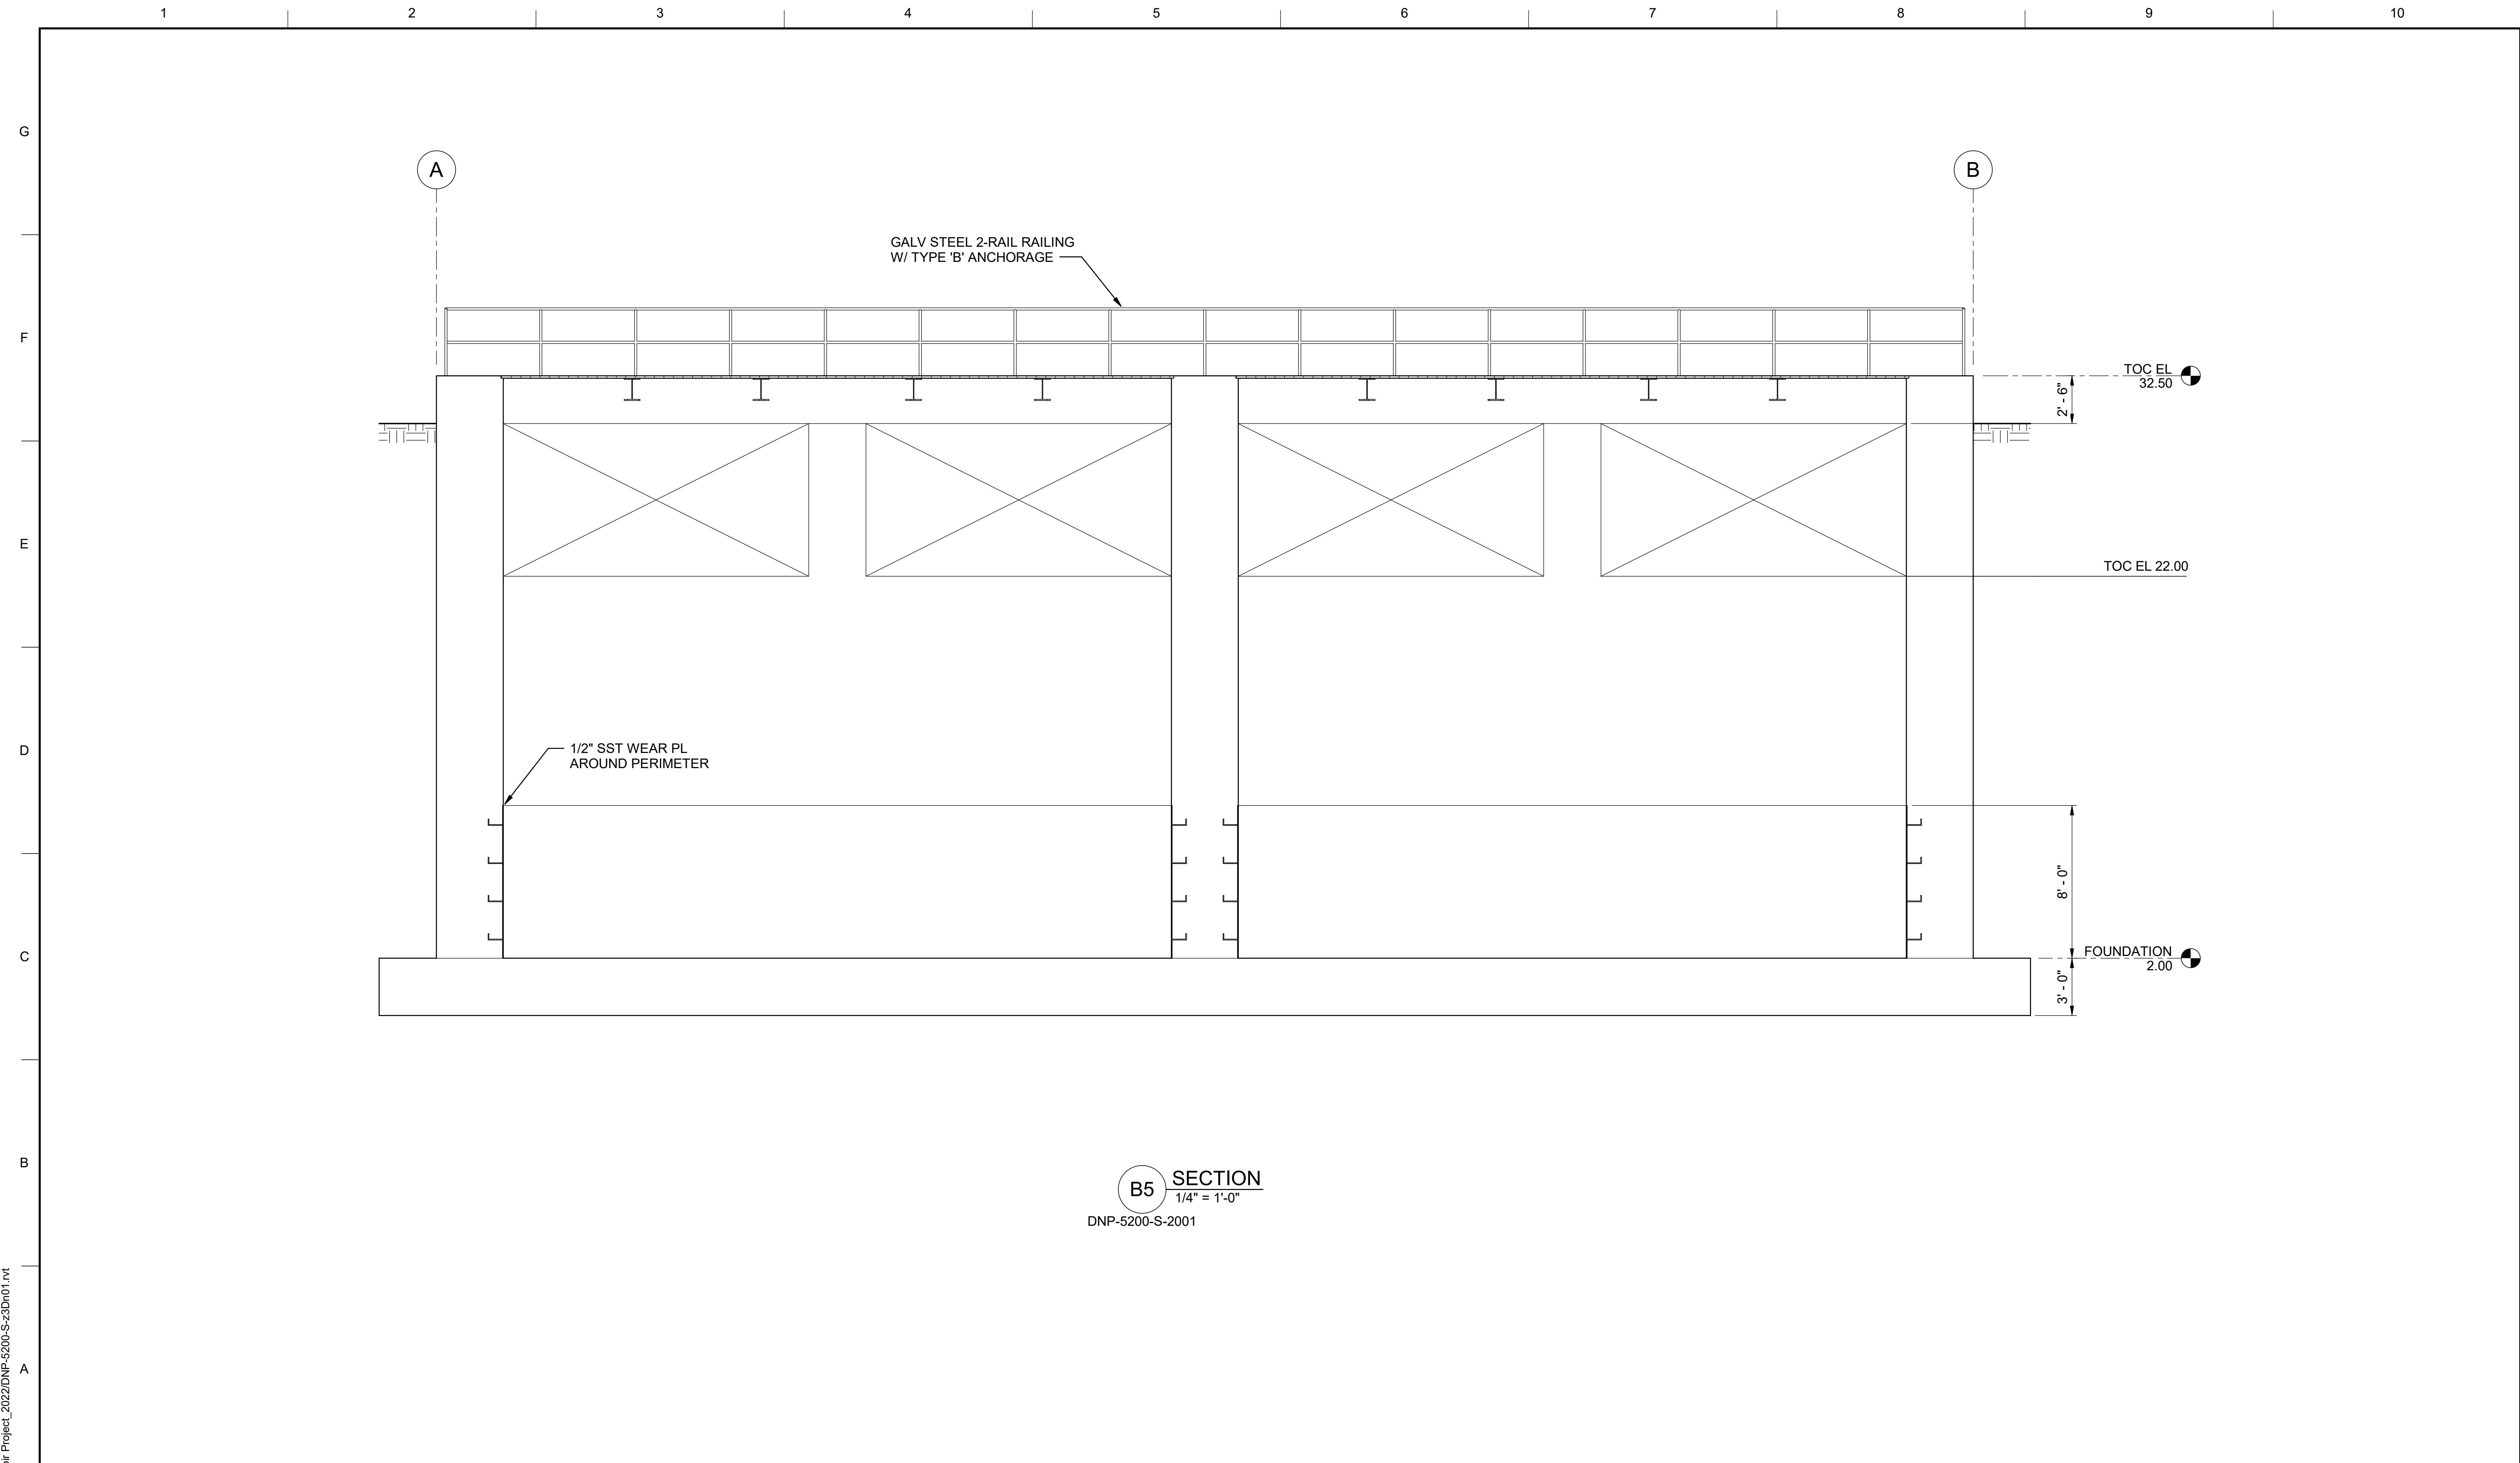 1 2 3 4 5 6 7 8 9 10
G
A B
GALV STEEL 2-RAIL RAILING
W/ TYPE 'B' ANCHORAGE
F
TOC EL
32.50
2' - 6"
E
TOC EL 22.00
D
1/2" SST WEAR PL
AROUND PERIMETER
8' - 0"
C
FOUNDATION
2.00
3' - 0"
B
B5
SECTION
1/4" = 1'-0"
DNP-5200-S-2001
A
Project_2022/DNP-5200-S-z3Dn01.rvt